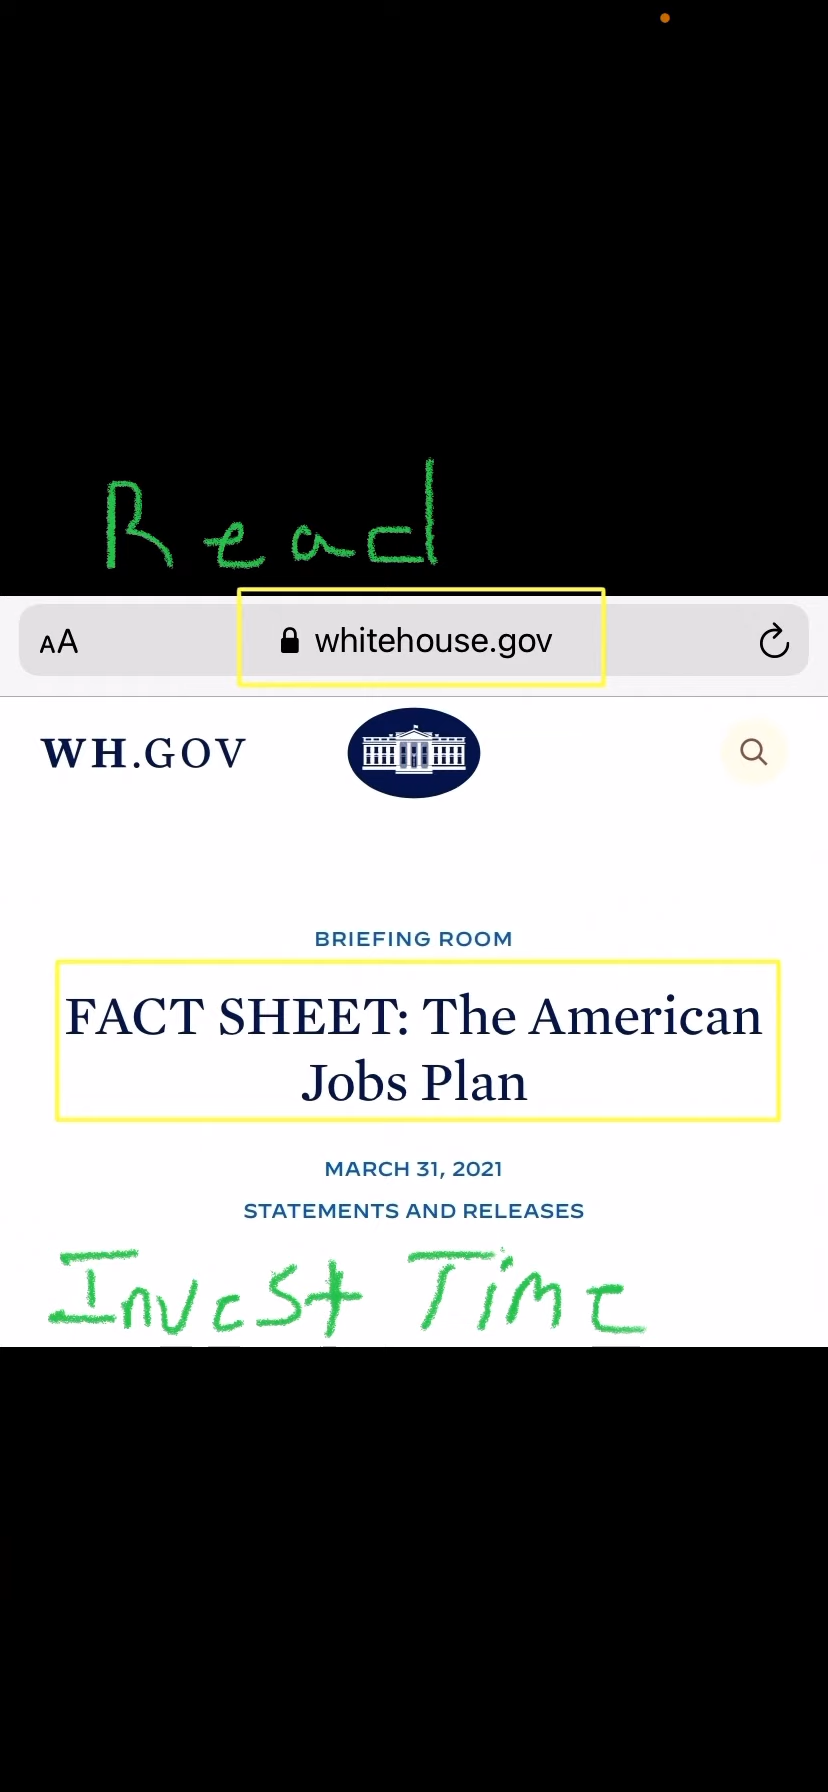 Read
AA whitehouse.gov
WH.GOV
BRIEFING ROOM
FACT SHEET: The American
Jobs Plan
MARCH 31, 2021
STATEMENTS AND RELEASES
Invest Time